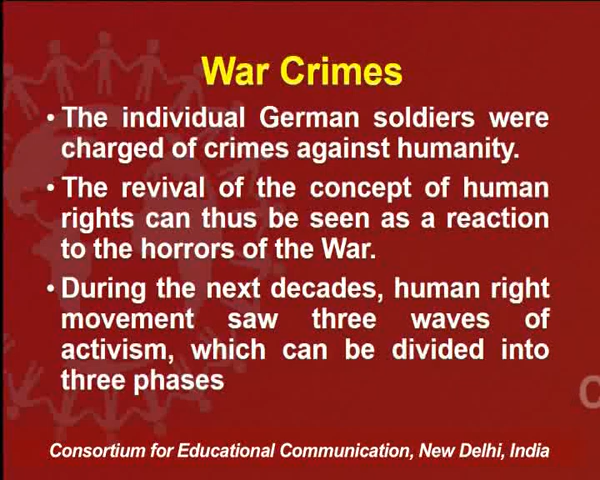 War Crimes
• The individual German soldiers were
charged of crimes against humanity.
• The revival of the concept of human
rights can thus be seen as a reaction
to the horrors of the War.
• During the next decades, human right
movement saw three waves of
activism, which can be divided into
three phases
C
Consortium for Educational Communication, New Delhi, India